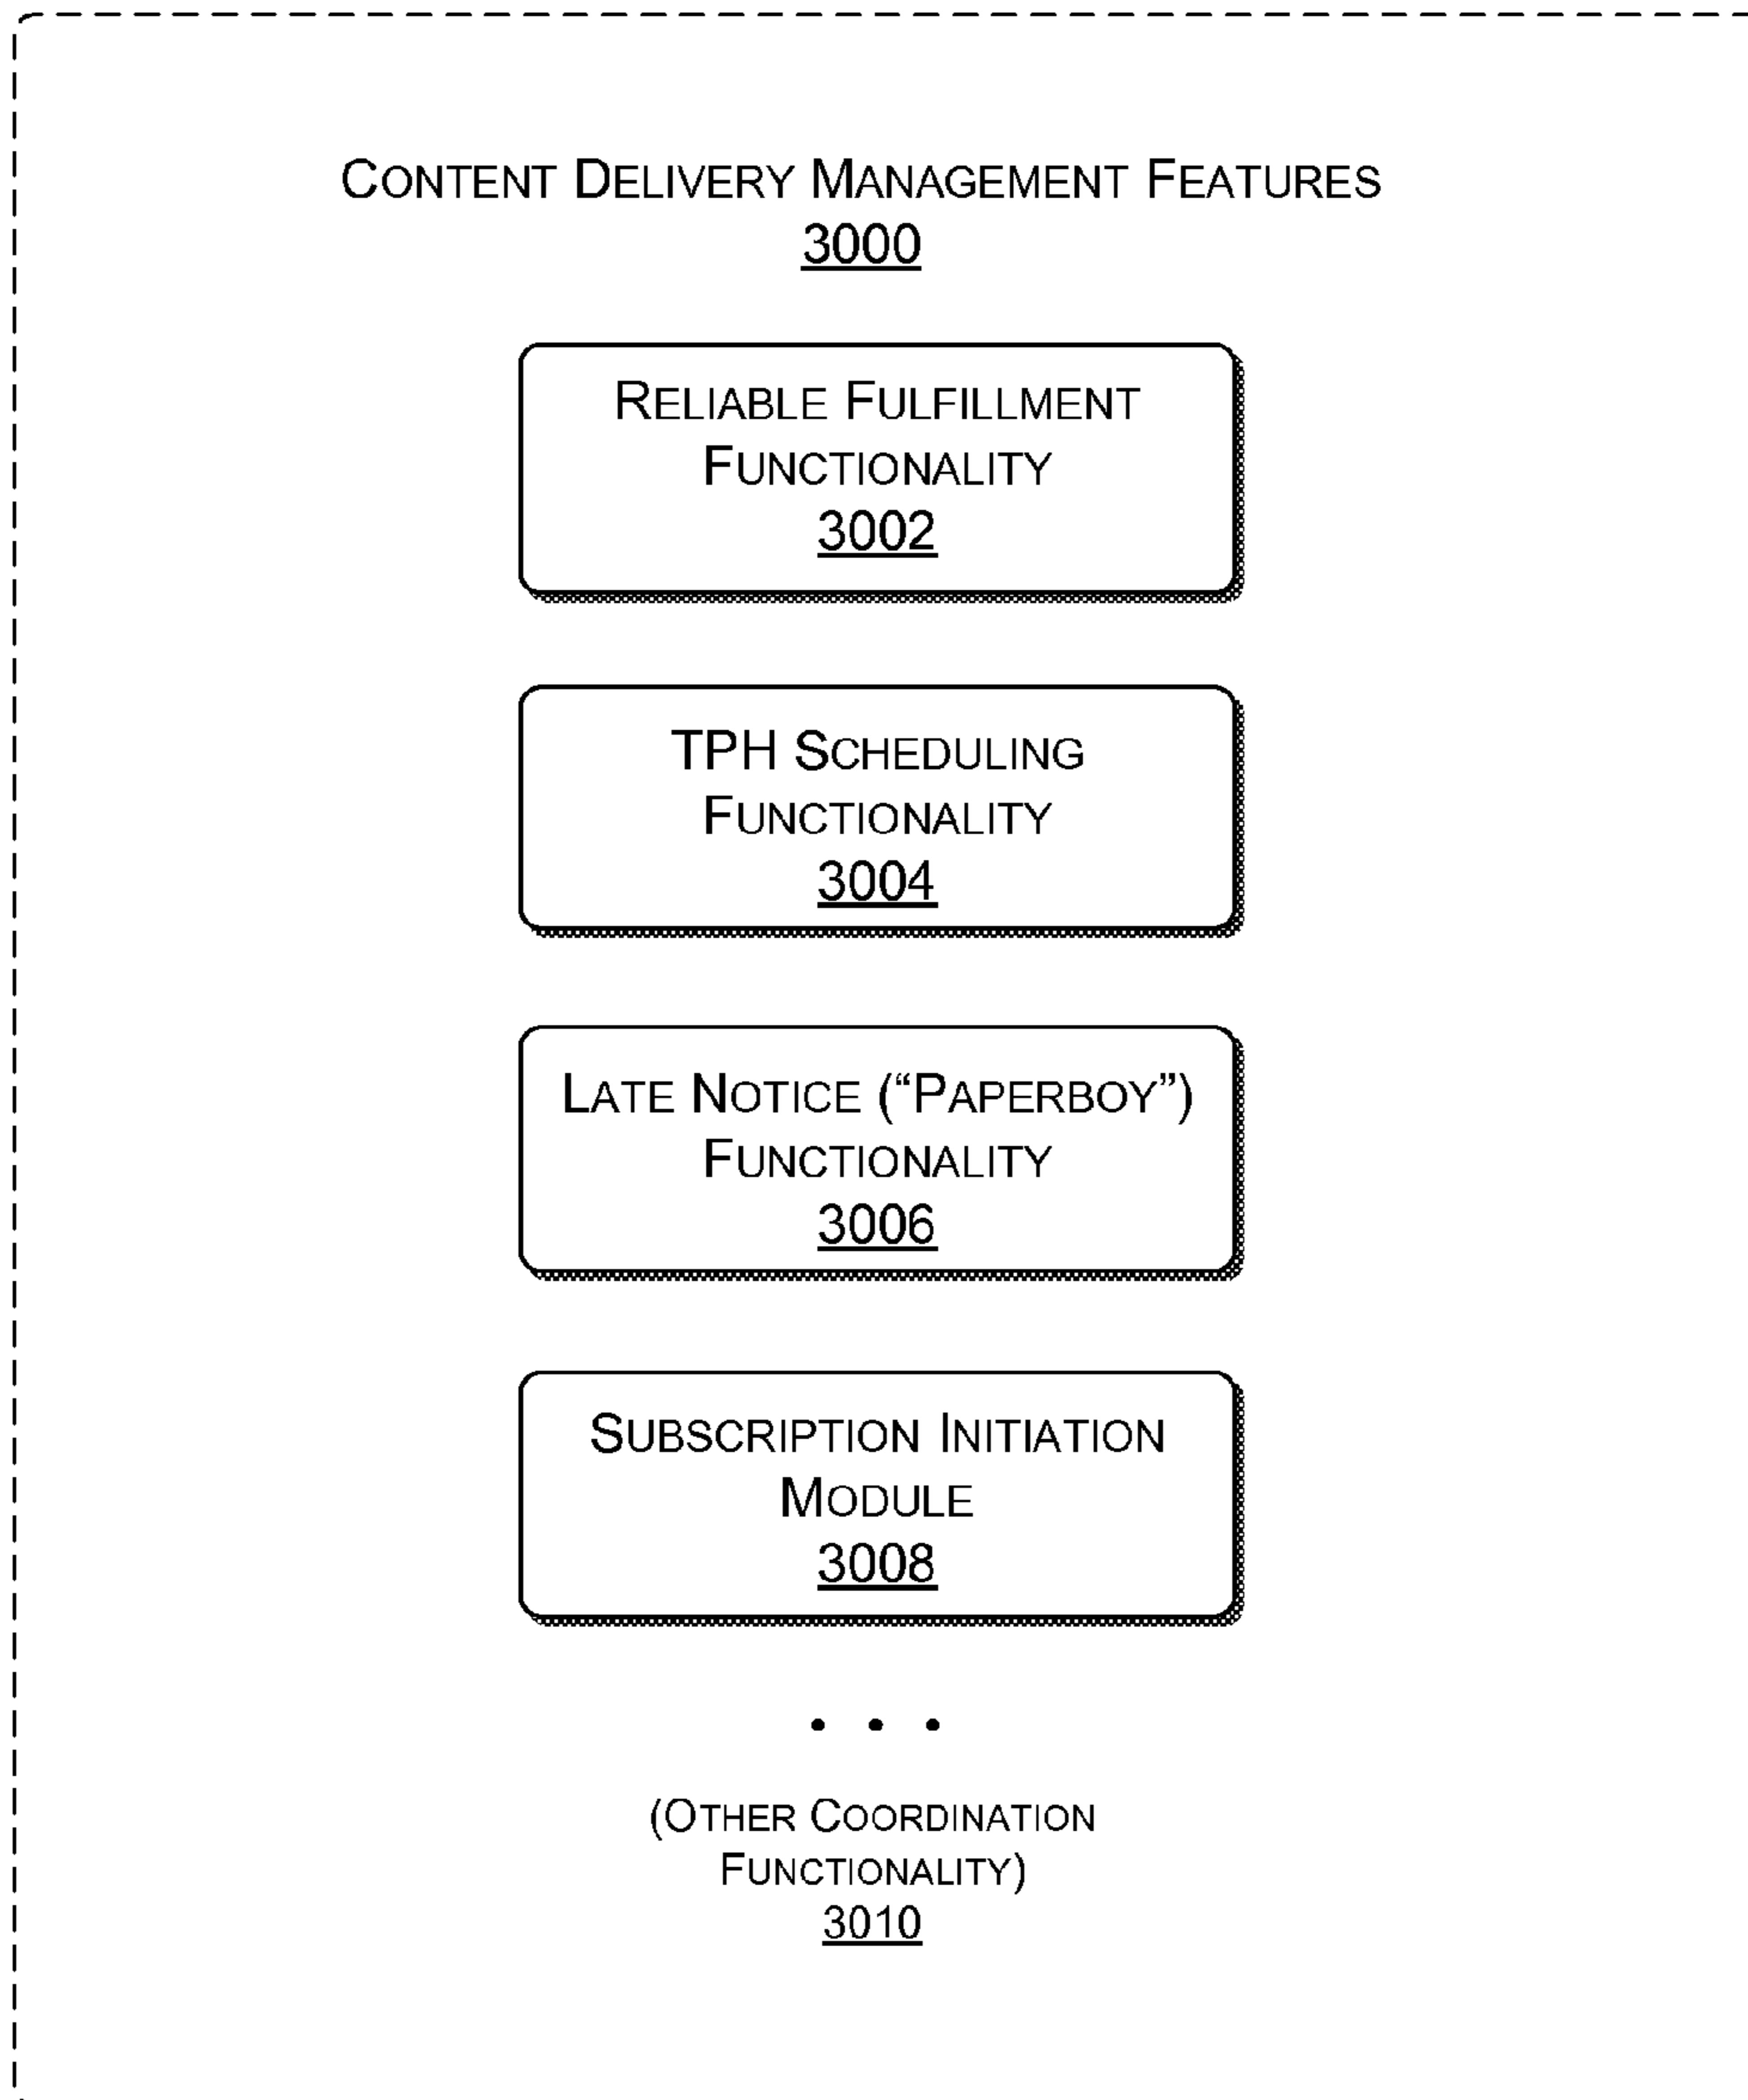 CONTENT DELIVERY MANAGEMENT FEATURES
3000
RELIABLE FULFILLMENT
FUNCTIONALITY
3002
TPH SCHEDULING
FUNCTIONALITY
3004
LATE NOTICE (“PAPERBOY”)
FUNCTIONALITY
3006
SUBSCRIPTION INITIATION
MODULE
3008
. . .
(OTHER COORDINATION
FUNCTIONALITY)
3010